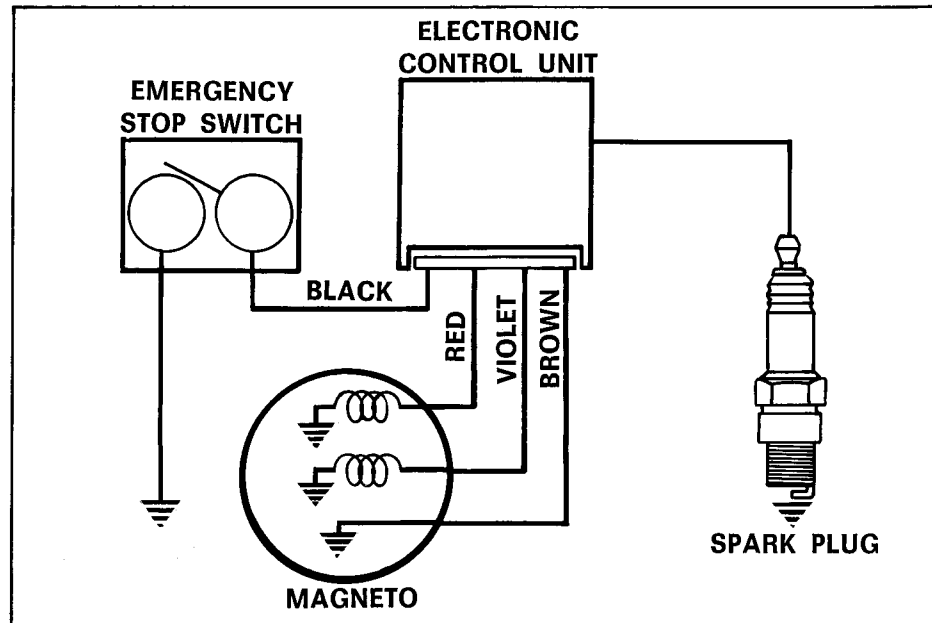 ELECTRONIC
CONTROL UNIT
EMERGENCY
STOP SWITCH
BLACK
RED
VIOLET
BROWN
SPARK PLUG
MAGNETO